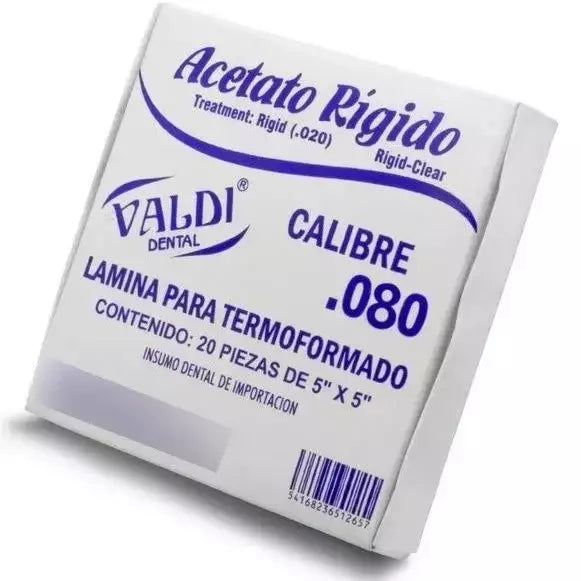 Acetato Rígido
Treatment: Rigid (.020)
Rigid-Clear
VALDI®
DENTAL
CALIBRE
.080
LAMINA PARA TERMOFORMADO
CONTENIDO: 20 PIEZAS DE 5" X 5"
INSUMO DENTAL DE IMPORTACION
54168236512657